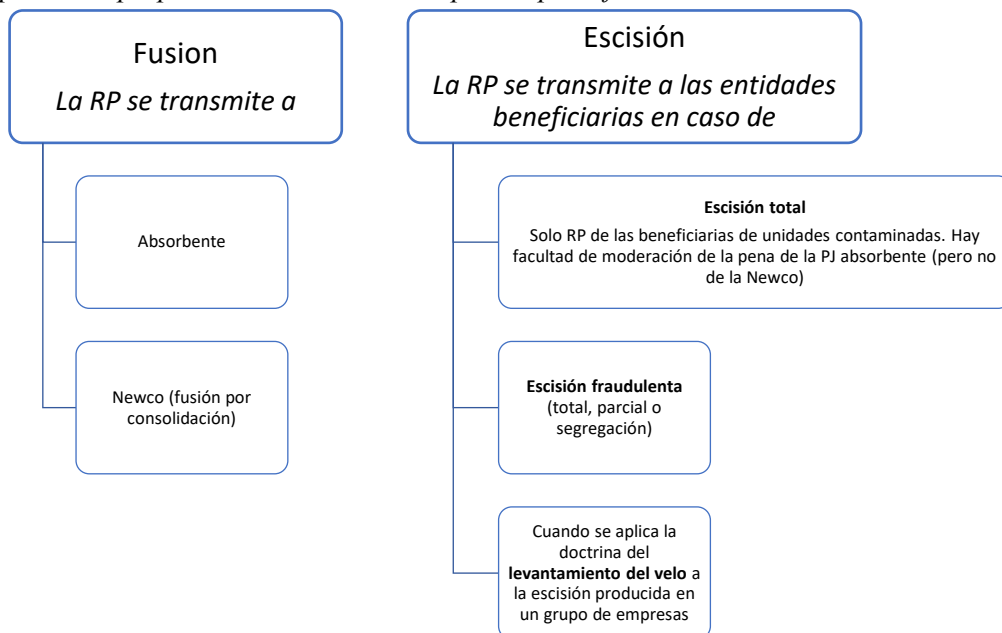 Fusion
La RP se transmite a
Absorbente
Newco (fusión por
consolidación)
Escisión
La RP se transmite a las entidades
beneficiarias en caso de
Escisión total
Solo RP de las beneficiarias de unidades contaminadas. Hay
facultad de moderación de la pena de la PJ absorbente (pero no
de la Newco)
Escisión fraudulenta
(total, parcial o
segregación)
Cuando se aplica la
doctrina del
levantamiento del velo a
la escisión producida en
un grupo de empresas